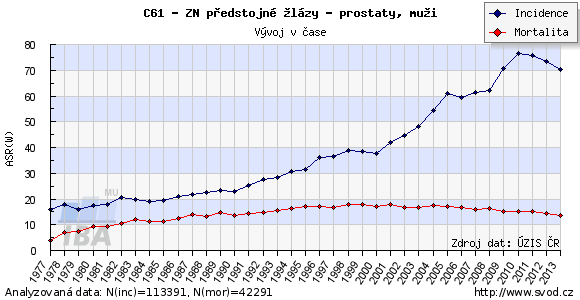 C61 - ZN předstojné žlázy - prostaty, muži
Vývoj v čase
Incidence
Mortalita
ASR(W)
80
70
60
50
40
30
20
10
0
MU
IBA
Zdroj dat: ÚZIS ČR
1977 1978 1979 1980 1981 1982 1983 1984 1985 1986 1987 1988 1989 1990 1991 1992 1993 1994 1995 1996 1997 1998 1999 2000 2001 2002 2003 2004 2005 2006 2007 2008 2009 2010 2011 2012 2013
Analyzovaná data: N(inc)=113391, N(mor)=42291
http://www.svod.cz